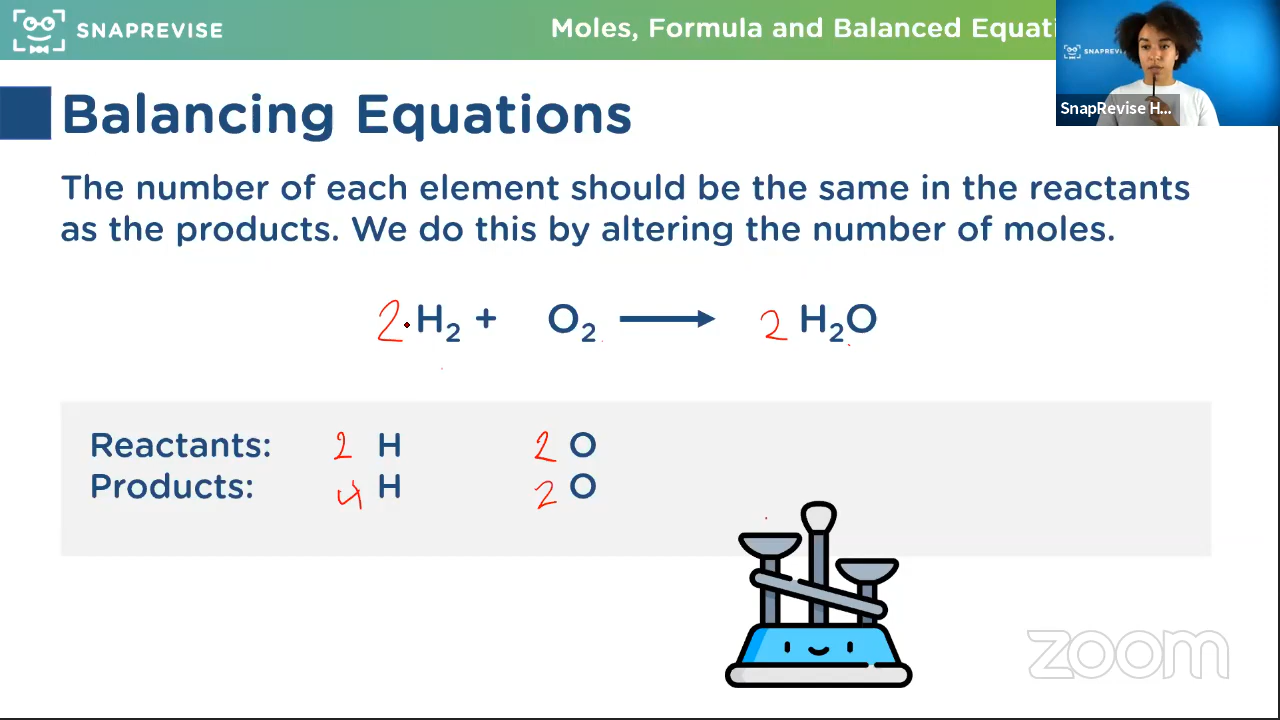 SNAPREVISE
Moles, Formula and Balanced Equati
SNAPREVISE
SnapRevise H...
Balancing Equations
The number of each element should be the same in the reactants
as the products. We do this by altering the number of moles.
2 H₂ + O₂ → 2 H₂O
Reactants: 2 H 2 O
Products: 4 H 2 O
zoom